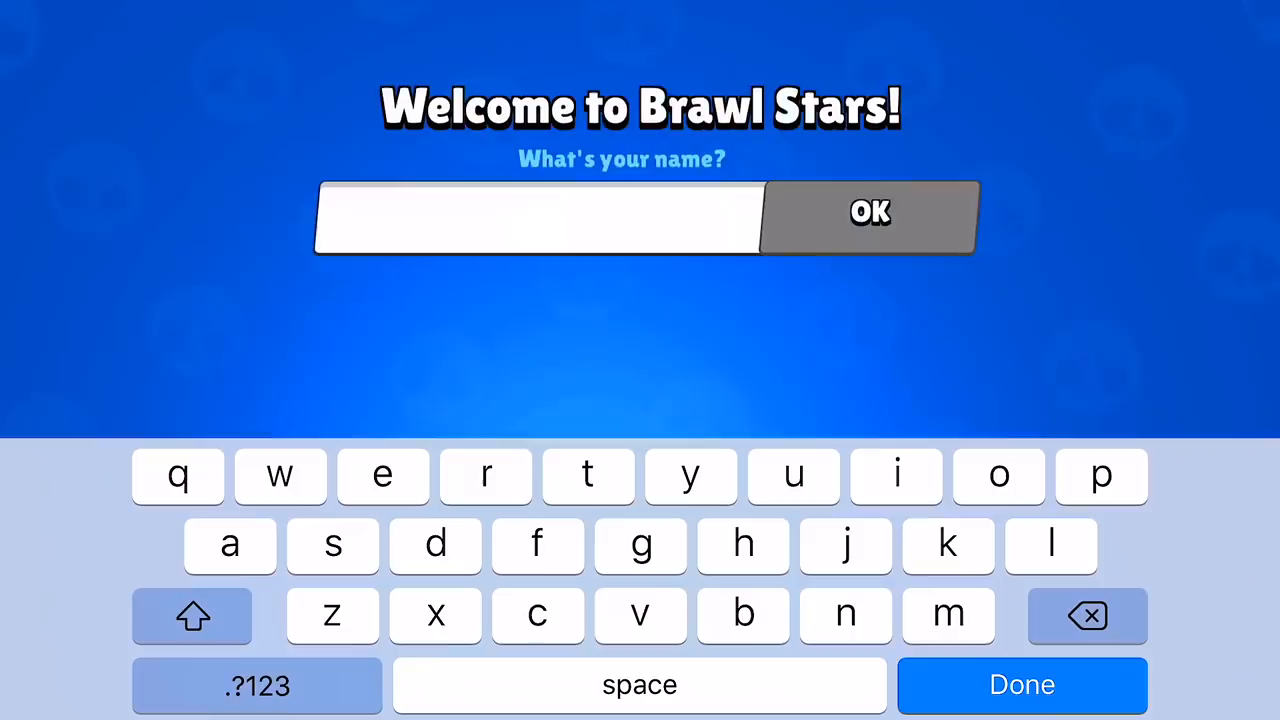 Welcome to Brawl Stars!
What's your name?
OK
q w e r t y u i o p
a s d f g h j k l
z x c v b n m
.?123 space Done